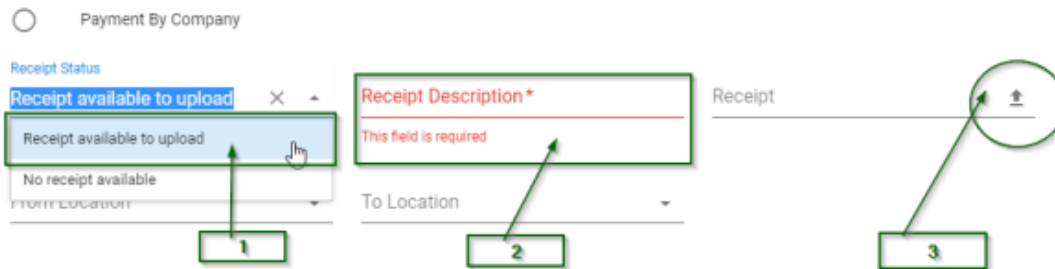 Payment By Company
Receipt Status
Receipt available to upload
Receipt Description*
Receipt
Receipt available to upload
This field is required
No receipt available
From Location
To Location
1
2
3